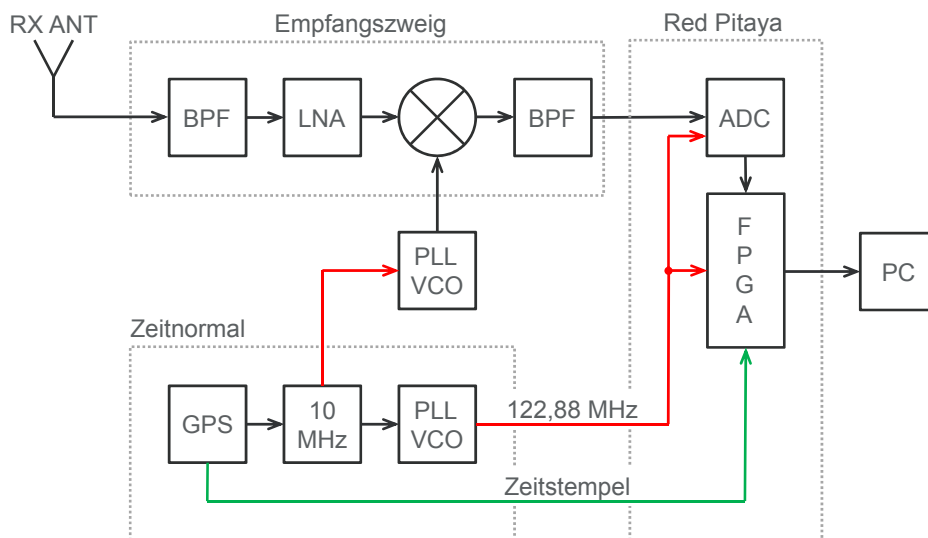 RX ANT
Empfangszweig
Red Pitaya
BPF
LNA
BPF
ADC
PLL
VCO
F
P
G
A
PC
Zeitnormal
GPS
10
MHz
PLL
VCO
122,88 MHz
Zeitstempel